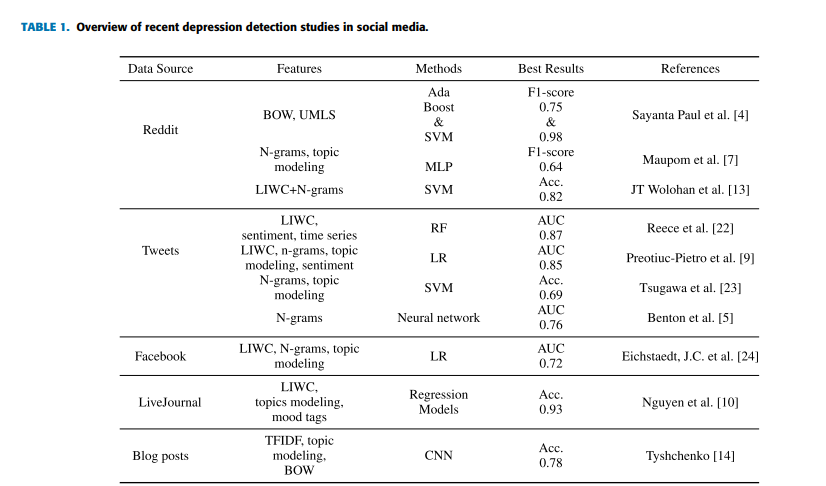 TABLE 1. Overview of recent depression detection studies in social media.
Data Source Features Methods Best Results References
Reddit
BOW, UMLS
Ada
Boost
&
SVM
F1-score
0.75
&
0.98
Sayanta Paul et al. [4]
N-grams, topic
modeling
MLP
F1-score
0.64
Maupom et al. [7]
LIWC+N-grams
SVM
Acc.
0.82
JT Wolohan et al. [13]
Tweets
LIWC,
sentiment, time series
RF
AUC
0.87
Reece et al. [22]
LIWC, n-grams, topic
modeling, sentiment
LR
AUC
0.85
Preotiuc-Pietro et al. [9]
N-grams, topic
modeling
SVM
Acc.
0.69
Tsugawa et al. [23]
N-grams
Neural network
AUC
0.76
Benton et al. [5]
Facebook
LIWC, N-grams, topic
modeling
LR
AUC
0.72
Eichstaedt, J.C. et al. [24]
LiveJournal
LIWC,
topics modeling,
mood tags
Regression
Models
Acc.
0.93
Nguyen et al. [10]
Blog posts
TFIDF, topic
modeling,
BOW
CNN
Acc.
0.78
Tyshchenko [14]